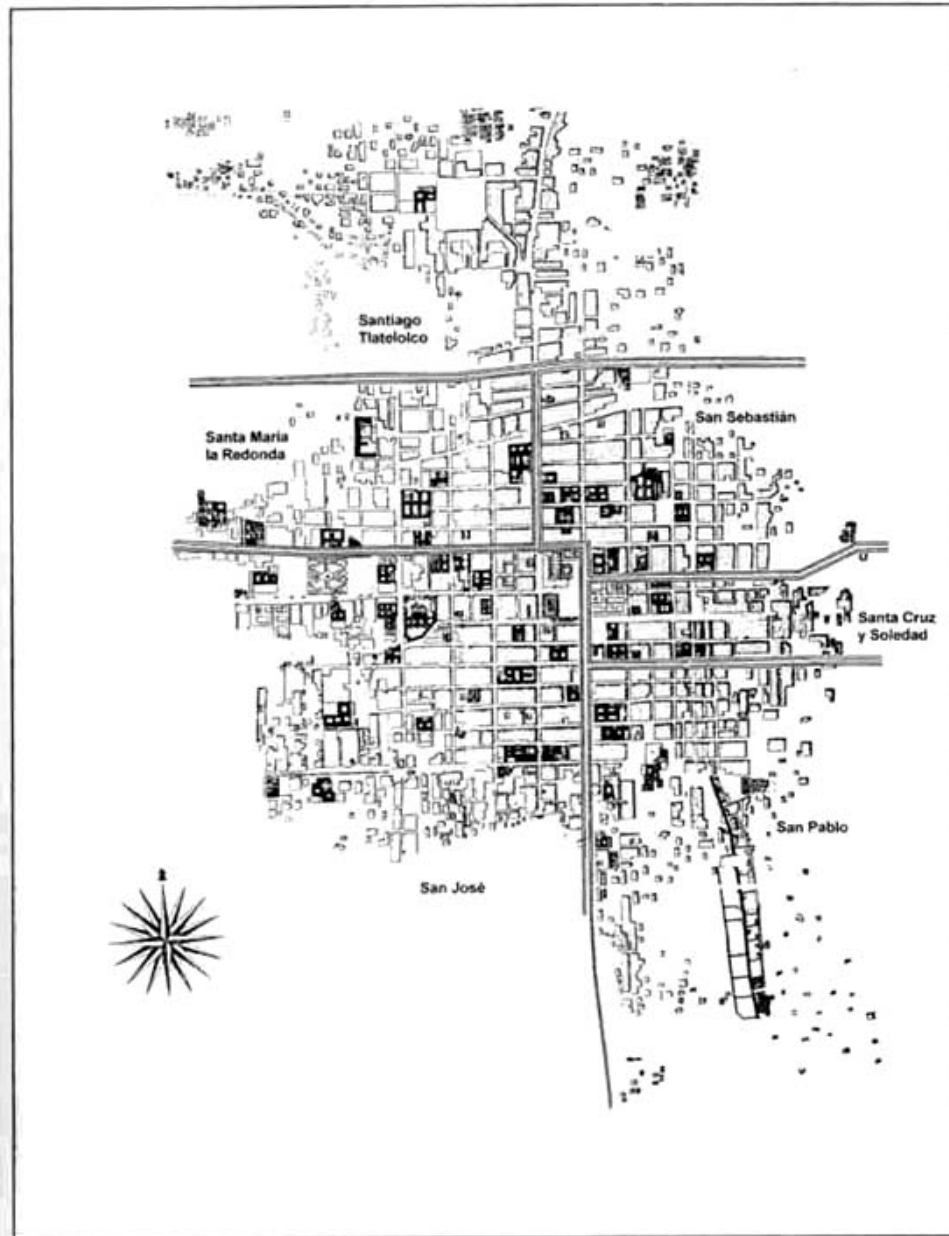 Santiago
Tlatelolco
San Sebastián
Santa María
la Redonda
Santa Cruz
y Soledad
San Pablo
San José